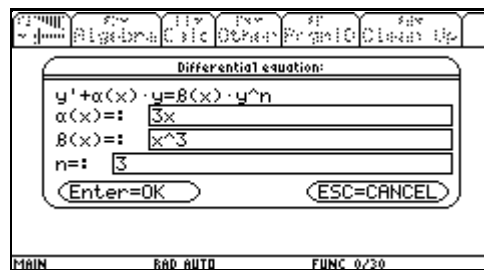 Algebra Calc Other PrgmIO Clean Up
Differential equation:
y'+α(x)·y=β(x)·y^n
α(x)=: 3x
β(x)=: x^3
n=: 3
Enter=OK ESC=CANCEL
MAIN RAD AUTO FUNC 0/30